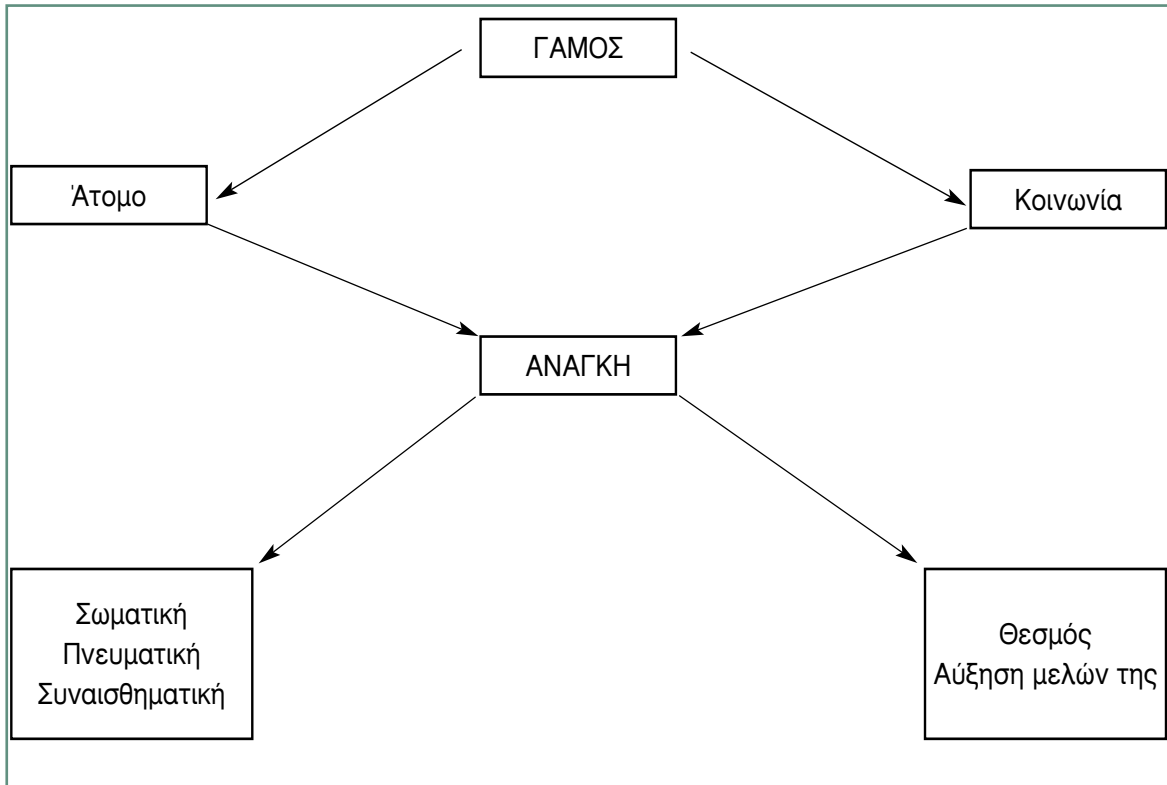 ΓΑΜΟΣ
Άτομο
Κοινωνία
ΑΝΑΓΚΗ
Σωματική
Πνευματική
Συναισθηματική
Θεσμός
Αύξηση μελών της